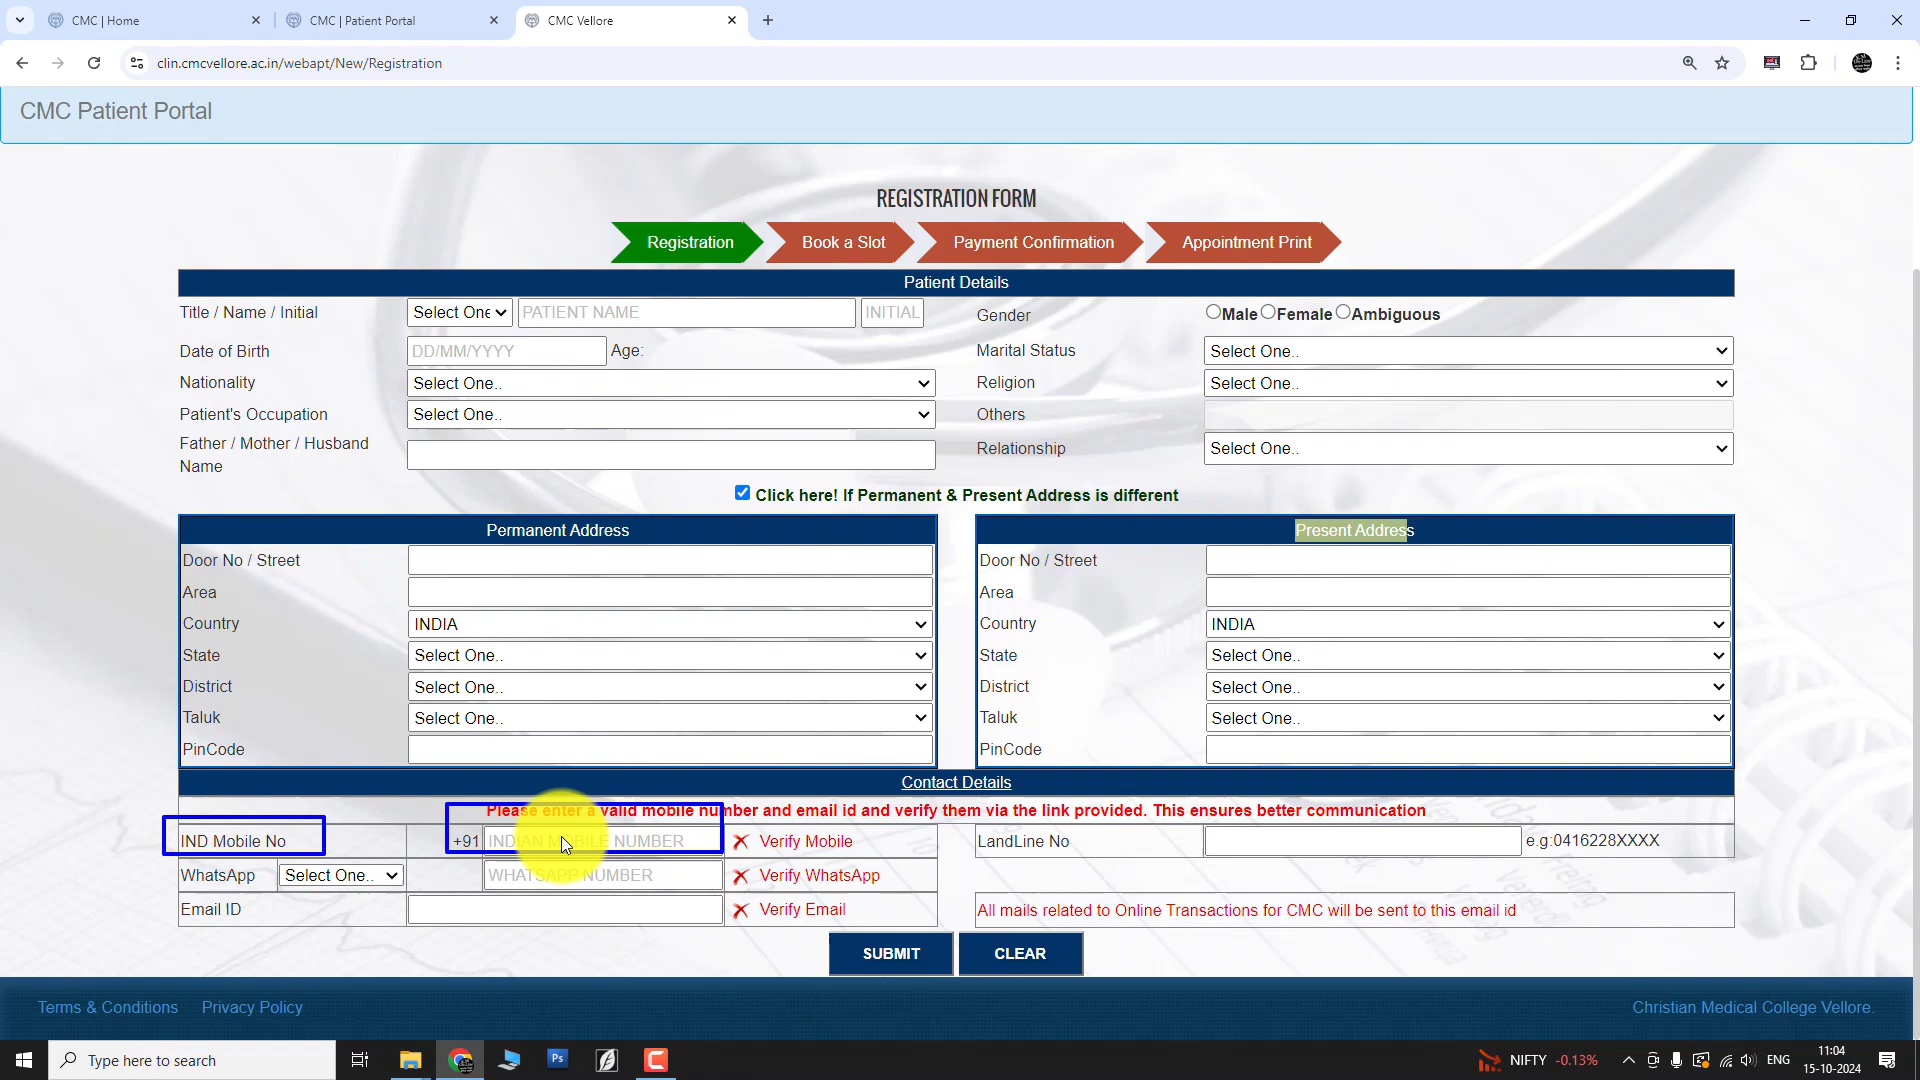 CMC | Home
CMC | Patient Portal
CMC Vellore
clin.cmcvellore.ac.in/webapt/New/Registration
CMC Patient Portal
REGISTRATION FORM
Registration Book a Slot Payment Confirmation Appointment Print
Patient Details
Title / Name / Initial Select One PATIENT NAME INITIAL Gender Male Female Ambiguous
Date of Birth DD/MM/YYYY Age: Marital Status Select One..
Nationality Select One.. Religion Select One..
Patient's Occupation Select One.. Others
Father / Mother / Husband Name Relationship Select One..
Click here! If Permanent & Present Address is different
Permanent Address Present Address
Door No / Street Door No / Street
Area Area
Country INDIA Country INDIA
State Select One.. State Select One..
District Select One.. District Select One..
Taluk Select One.. Taluk Select One..
PinCode PinCode
Contact Details
Please enter a valid mobile number and email id and verify them via the link provided. This ensures better communication
IND Mobile No +91 INDIAN MOBILE NUMBER Verify Mobile LandLine No e.g:0416228XXXX
WhatsApp Select One.. WHATSAPP NUMBER Verify WhatsApp
Email ID Verify Email All mails related to Online Transactions for CMC will be sent to this email id
SUBMIT CLEAR
Terms & Conditions Privacy Policy Christian Medical College Vellore.
Type here to search Ps NIFTY -0.13% ENG 11:04
15-10-2024